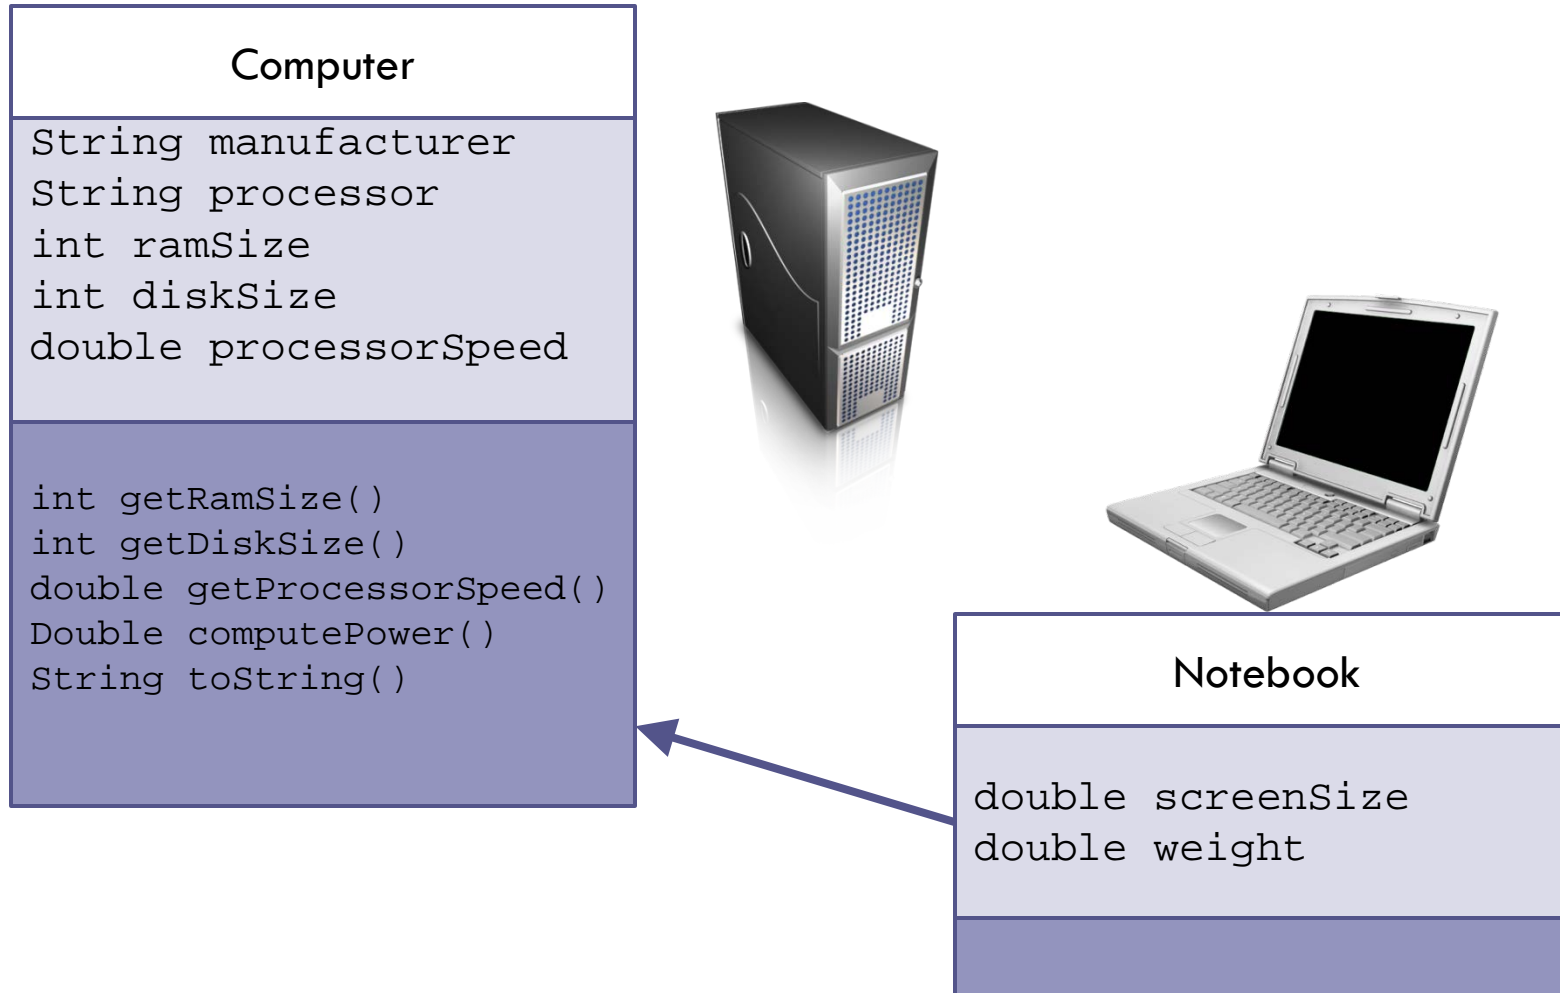 Computer
String manufacturer
String processor
int ramSize
int diskSize
double processorSpeed
int getRamSize()
int getDiskSize()
double getProcessorSpeed()
Double computePower()
String toString()
Notebook
double screenSize
double weight